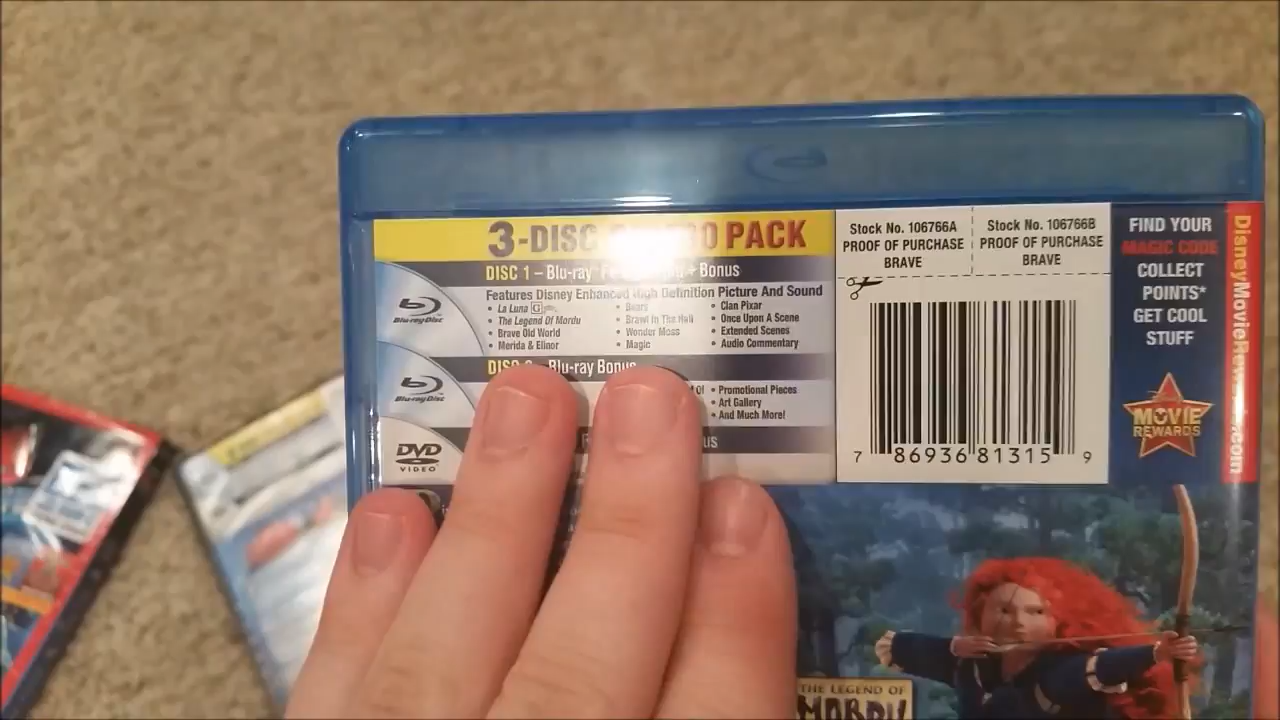 3-DISC PACK
DISC 1 – Blu-ray + Bonus
Features Disney Enhanced High Definition Picture And Sound
Blu-ray Disc
• La Luna G
• The Legend Of Mordu
• Brave Old World
• Merida & Elinor
• Bears
• Brawl In The Hall
• Wonder Moss
• Magic
• Clan Pixar
• Once Upon A Scene
• Extended Scenes
• Audio Commentary
Blu-ray Bonus
Blu-ray Disc
• Promotional Pieces
• Art Gallery
• And Much More!
DVD
VIDEO
Stock No. 106766A
PROOF OF PURCHASE
BRAVE
Stock No. 106766B
PROOF OF PURCHASE
BRAVE
7 86936 81315 9
FIND YOUR
MAGIC CODE
COLLECT
POINTS*
GET COOL
STUFF
MOVIE
REWARDS
THE LEGEND OF
MORDU